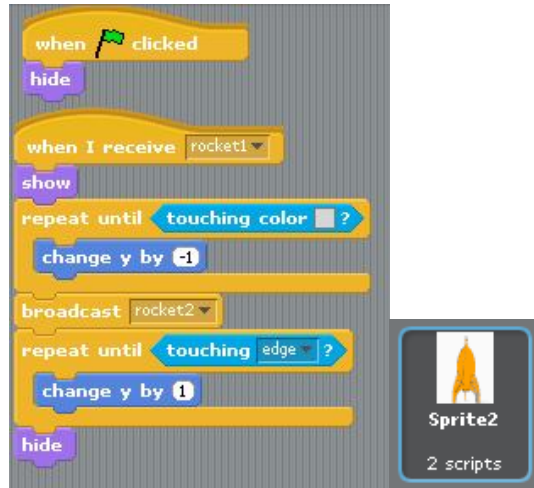 when clicked
hide
when I receive rocket1
show
repeat until touching color ?
change y by -1
broadcast rocket2
repeat until touching edge ?
change y by 1
hide
Sprite2
2 scripts